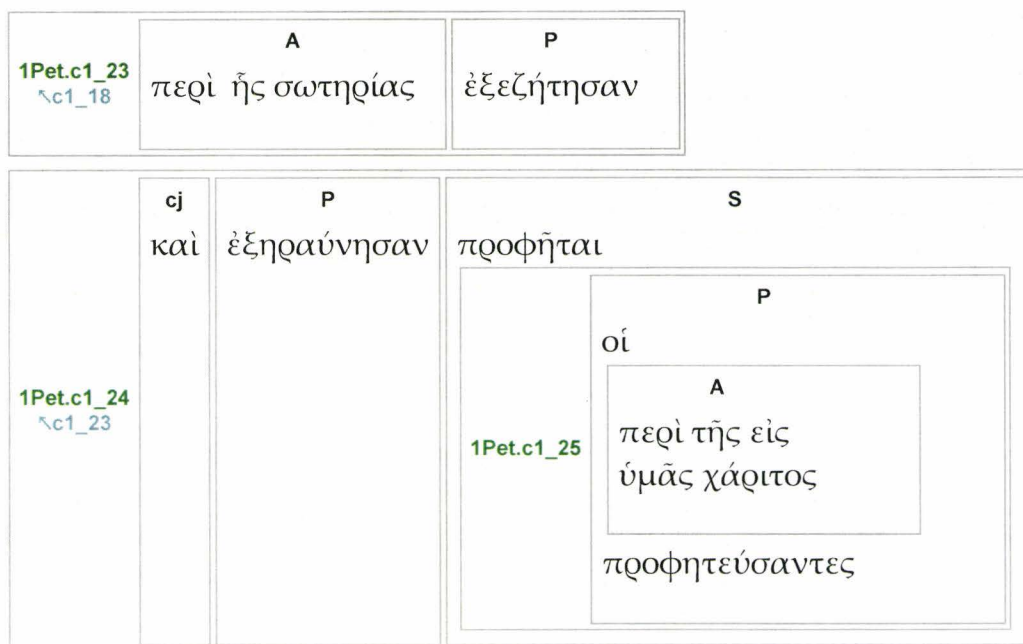 A P
1Pet.c1_23 περὶ ἧς σωτηρίας ἐξεζήτησαν
↖c1_18
cj P S
καὶ ἐξηραύνησαν προφῆται
P
οἱ
A
1Pet.c1_24
↖c1_23
περὶ τῆς εἰς
1Pet.c1_25
ὑμᾶς χάριτος
προφητεύσαντες